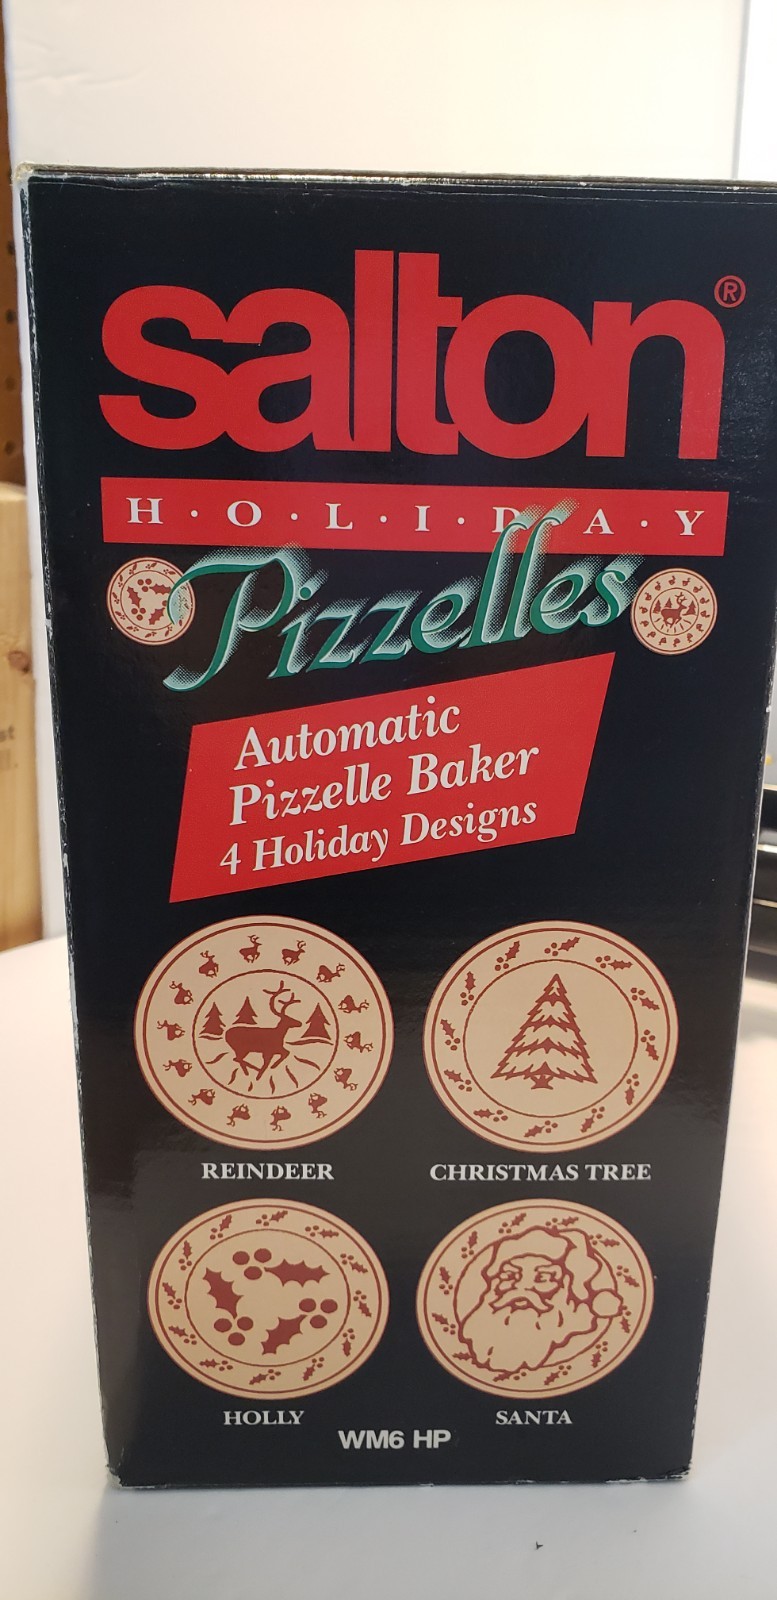 salton®
H·O·L·I·D·A·Y
Pizzelles
Automatic
Pizzelle Baker
4 Holiday Designs
REINDEER
CHRISTMAS TREE
HOLLY
SANTA
WM6 HP